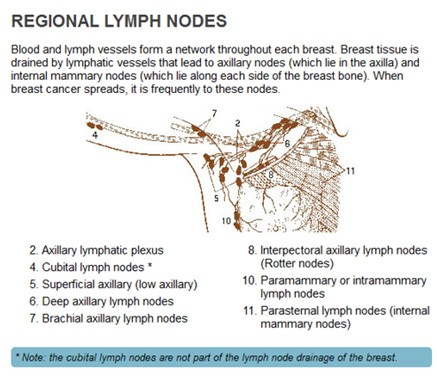 REGIONAL LYMPH NODES
Blood and lymph vessels form a network throughout each breast. Breast tissue is
drained by lymphatic vessels that lead to axillary nodes (which lie in the axilla) and
internal mammary nodes (which lie along each side of the breast bone). When
breast cancer spreads, it is frequently to these nodes.
7
2
4
6
8
11
5
10
2. Axillary lymphatic plexus
4. Cubital lymph nodes *
5. Superficial axillary (low axillary)
6. Deep axillary lymph nodes
7. Brachial axillary lymph nodes
8. Interpectoral axillary lymph nodes
(Rotter nodes)
10. Paramammary or intramammary
lymph nodes
11. Parasternal lymph nodes (internal
mammary nodes)
* Note: the cubital lymph nodes are not part of the lymph node drainage of the breast.